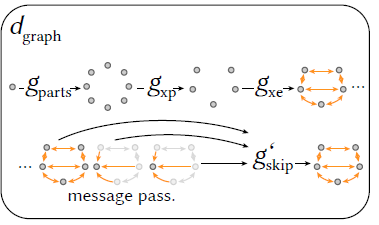 d_graph
g_parts g_xp g_xe ...
... g'_skip
message pass.